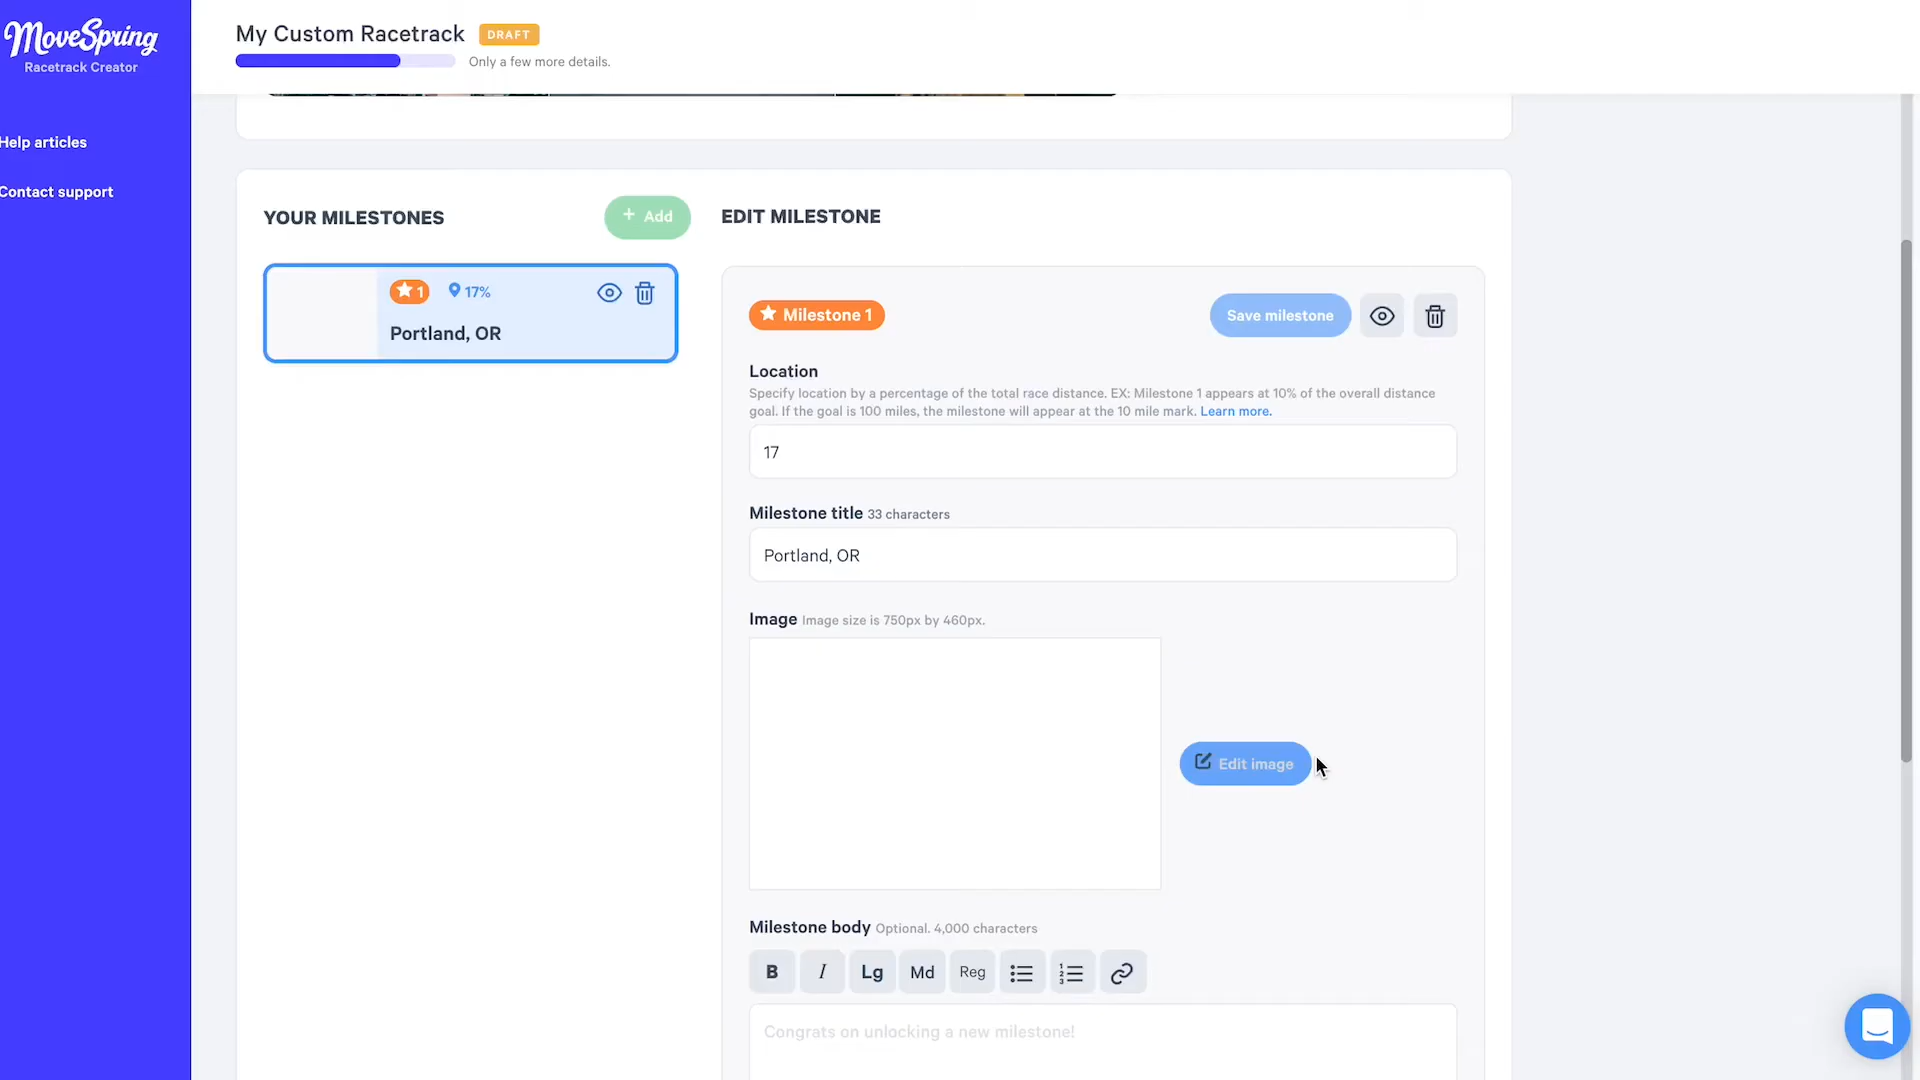 MoveSpring
Racetrack Creator
Help articles
Contact support
My Custom Racetrack DRAFT
Only a few more details.
YOUR MILESTONES
+ Add
1 17%
Portland, OR
EDIT MILESTONE
Milestone 1
Save milestone
Location
Specify location by a percentage of the total race distance. EX: Milestone 1 appears at 10% of the overall distance
goal. If the goal is 100 miles, the milestone will appear at the 10 mile mark. Learn more.
17
Milestone title 33 characters
Portland, OR
Image Image size is 750px by 460px.
Edit image
Milestone body Optional. 4,000 characters
B I Lg Md Reg
Congrats on unlocking a new milestone!